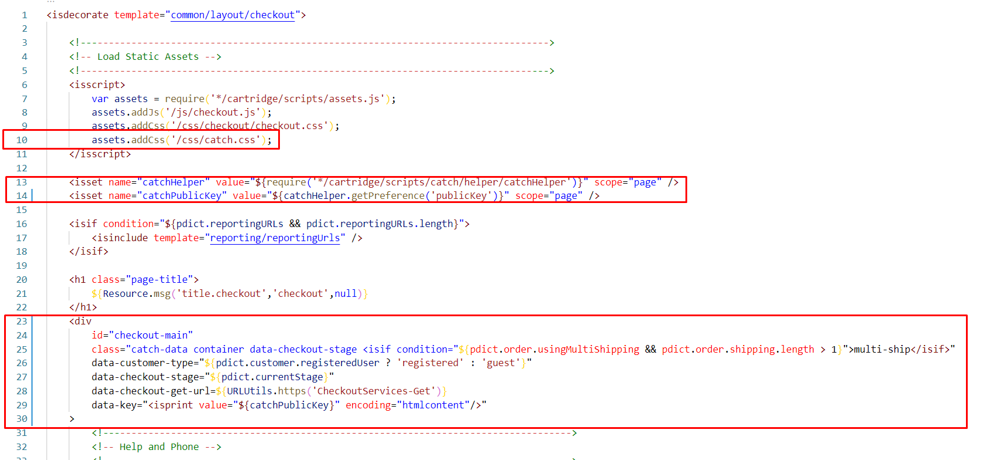 ...
1 <isdecorate template="common/layout/checkout">
2
3 <!----------------------------------------------------------------------------------->
4 <!-- Load Static Assets -->
5 <!----------------------------------------------------------------------------------->
6 <isscript>
7 var assets = require('*/cartridge/scripts/assets.js');
8 assets.addJs('/js/checkout.js');
9 assets.addCss('/css/checkout/checkout.css');
10 assets.addCss('/css/catch.css');
11 </isscript>
12
13 <isset name="catchHelper" value="${require('*/cartridge/scripts/catch/helper/catchHelper')}" scope="page" />
14 <isset name="catchPublicKey" value="${catchHelper.getPreference('publicKey')}" scope="page" />
15
16 <isif condition="${pdict.reportingURLs && pdict.reportingURLs.length}">
17 <isinclude template="reporting/reportingUrls" />
18 </isif>
19
20 <h1 class="page-title">
21 ${Resource.msg('title.checkout','checkout',null)}
22 </h1>
23 <div
24 id="checkout-main"
25 class="catch-data container data-checkout-stage <isif condition="${pdict.order.usingMultiShipping && pdict.order.shipping.length > 1}">multi-ship</isif>"
26 data-customer-type="${pdict.customer.registeredUser ? 'registered' : 'guest'}"
27 data-checkout-stage="${pdict.currentStage}"
28 data-checkout-get-url=${URLUtils.https('CheckoutServices-Get')}
29 data-key="<isprint value="${catchPublicKey}" encoding="htmlcontent"/>"
30 >
31 <!----------------------------------------------------------------------------------->
32 <!-- Help and Phone -->